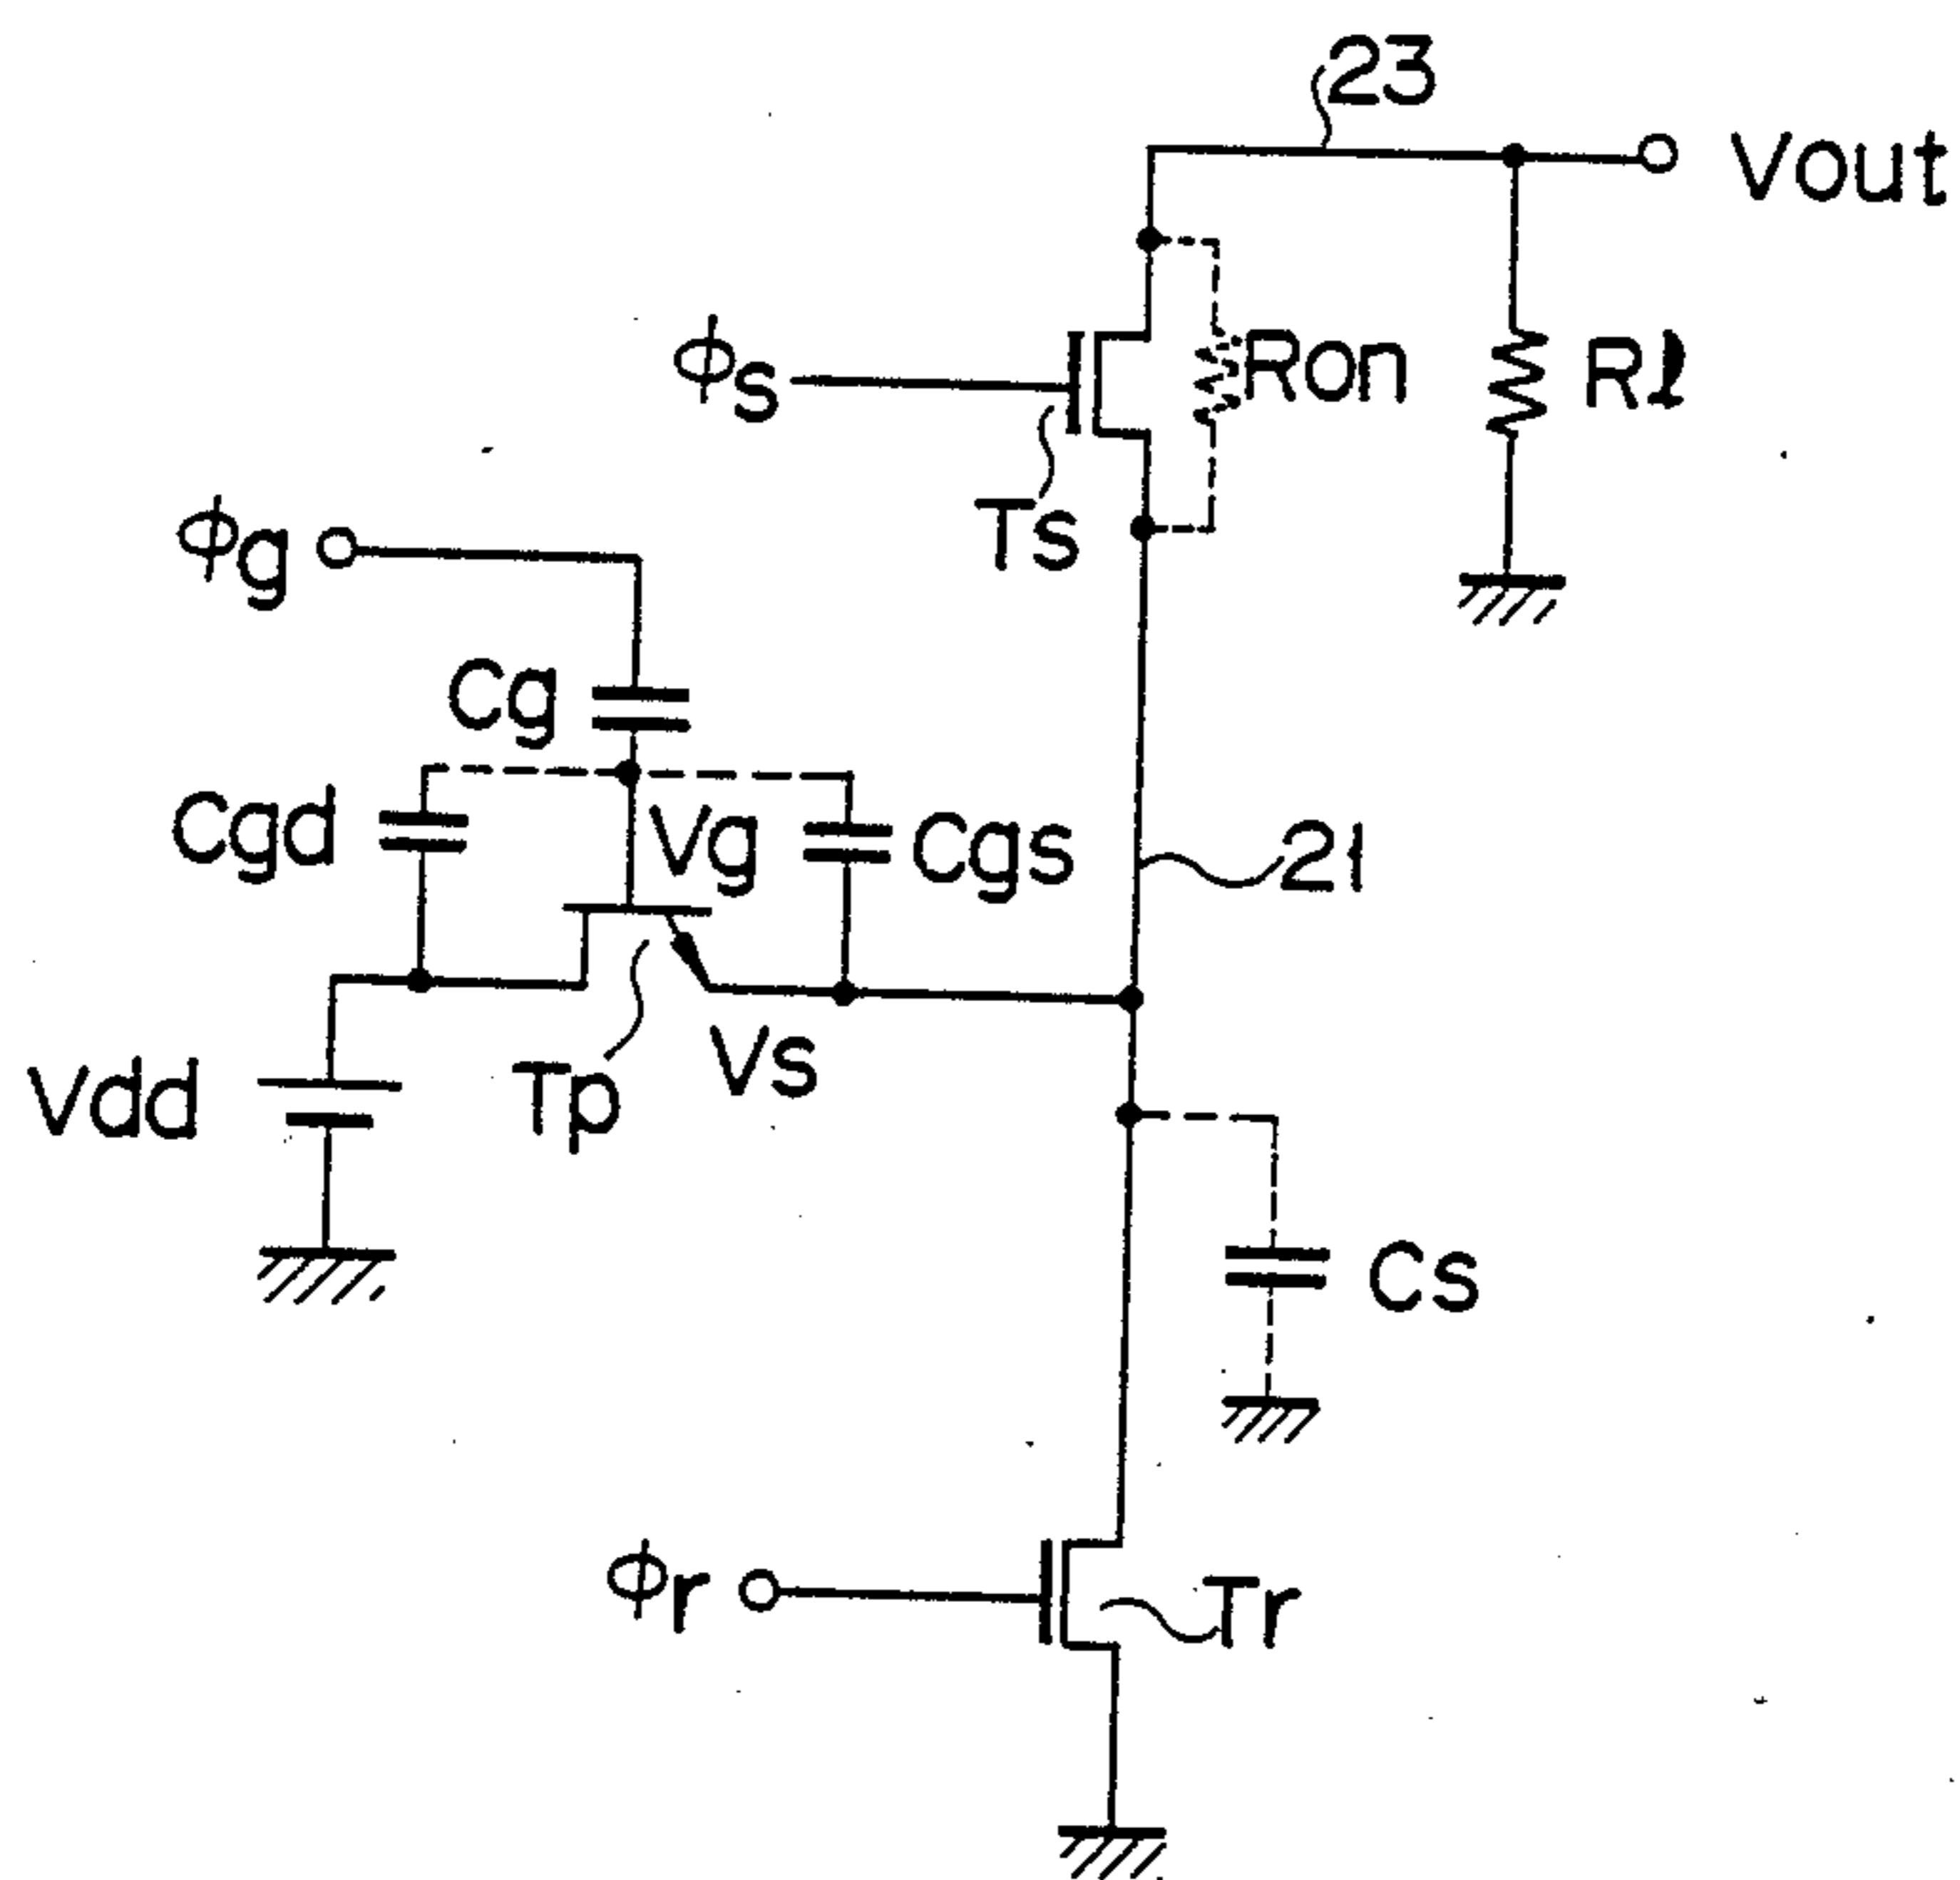 23
Vout
ϕs
Ron
Rl
Ts
ϕg
Cg
Cgd
Vg
Cgs
21
Vdd
Tp
Vs
Cs
ϕr
Tr